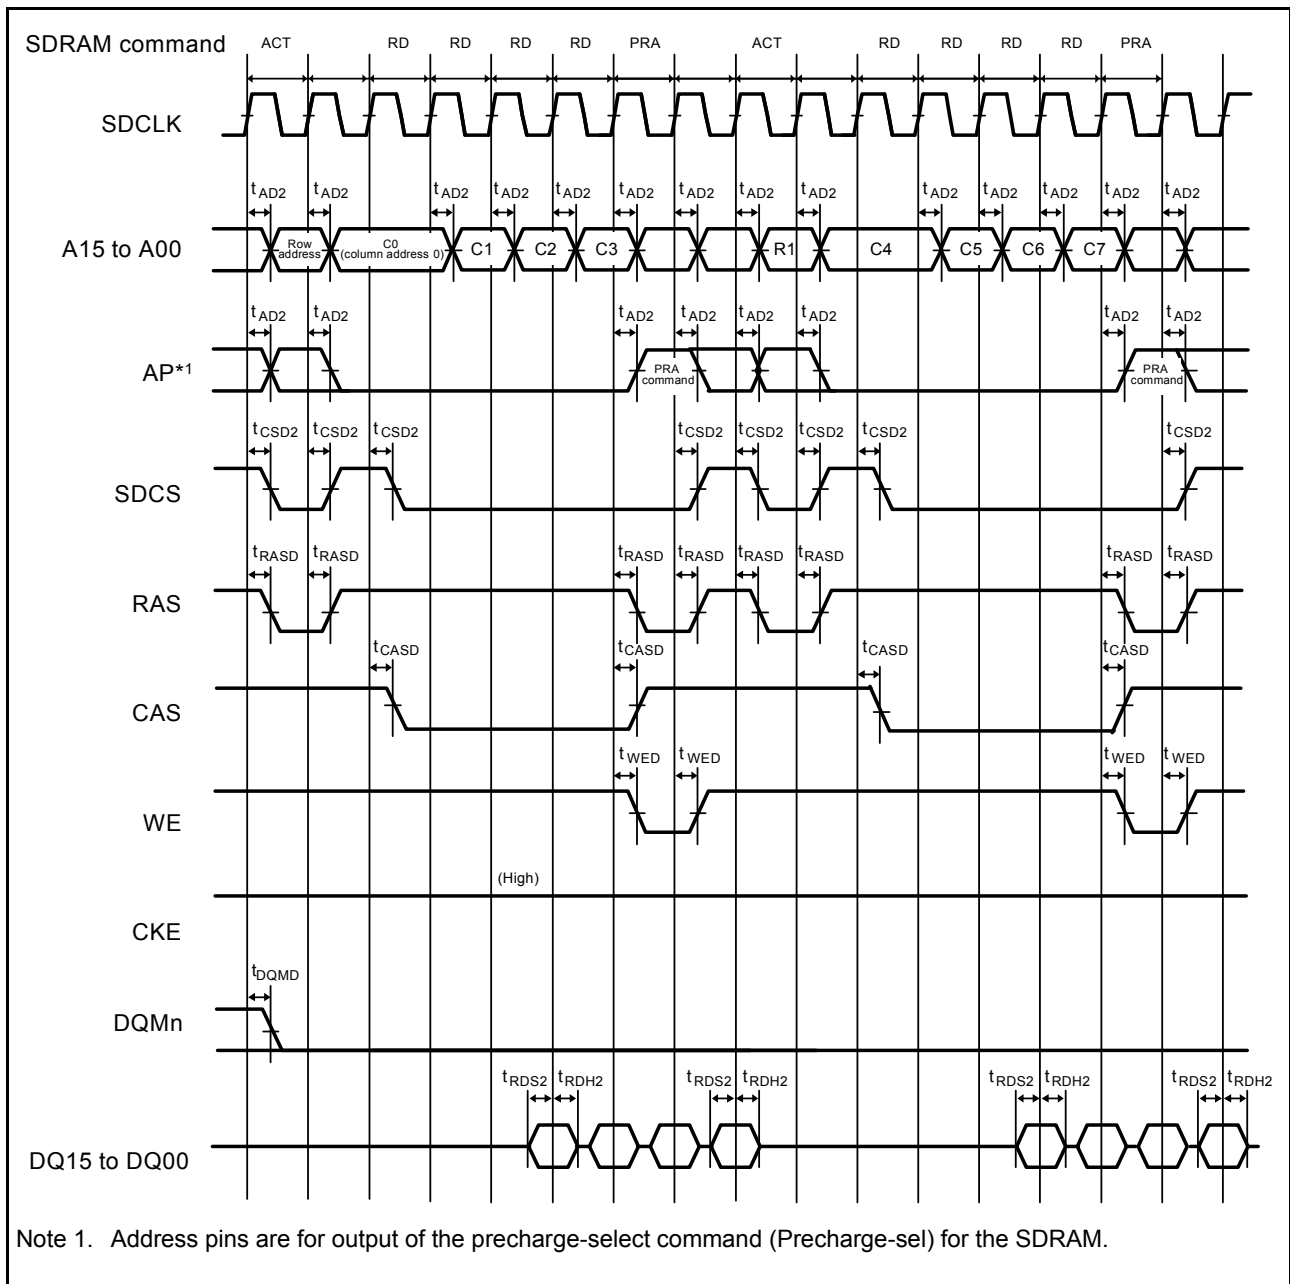 SDRAM command ACT RD RD RD RD PRA ACT RD RD RD RD PRA
SDCLK
tAD2 tAD2 tAD2 tAD2 tAD2 tAD2 tAD2 tAD2 tAD2 tAD2 tAD2 tAD2 tAD2 tAD2
A15 to A00 Row address C0 (column address 0) C1 C2 C3 R1 C4 C5 C6 C7
tAD2 tAD2 tAD2 tAD2 tAD2 tAD2 tAD2 tAD2
AP*1 PRA command PRA command
tCSD2 tCSD2 tCSD2 tCSD2 tCSD2 tCSD2 tCSD2 tCSD2
SDCS
tRASD tRASD tRASD tRASD tRASD tRASD tRASD tRASD
RAS
tCASD tCASD tCASD tCASD
CAS
tWED tWED tWED tWED
WE
(High)
CKE
tDQMD
DQMn
tRDS2 tRDH2 tRDS2 tRDH2 tRDS2 tRDH2 tRDS2 tRDH2
DQ15 to DQ00
Note 1. Address pins are for output of the precharge-select command (Precharge-sel) for the SDRAM.